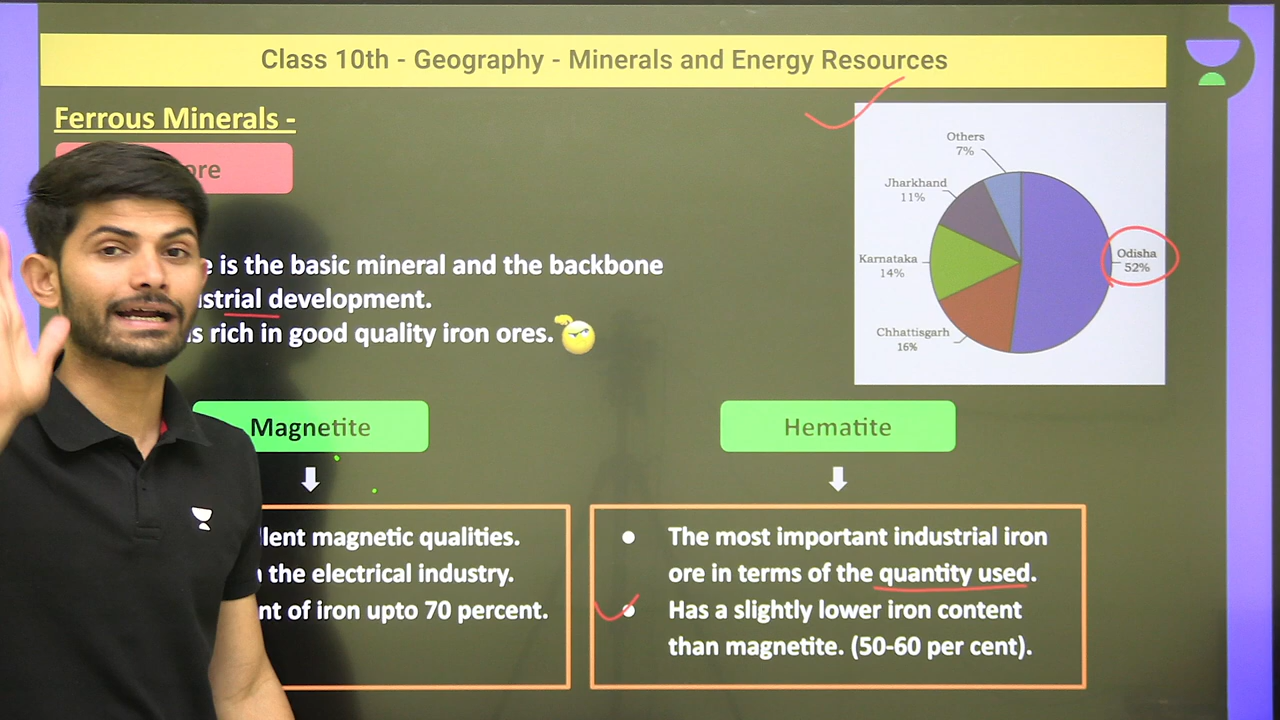 Class 10th - Geography - Minerals and Energy Resources
Ferrous Minerals -
ore
is the basic mineral and the backbone
development.
rich in good quality iron ores.
Others
7%
Jharkhand
11%
Karnataka
14%
Chhattisgarh
16%
Odisha
52%
Magnetite
Hematite
magnetic qualities.
the electrical industry.
of iron upto 70 percent.
The most important industrial iron
ore in terms of the quantity used.
Has a slightly lower iron content
than magnetite. (50-60 per cent).